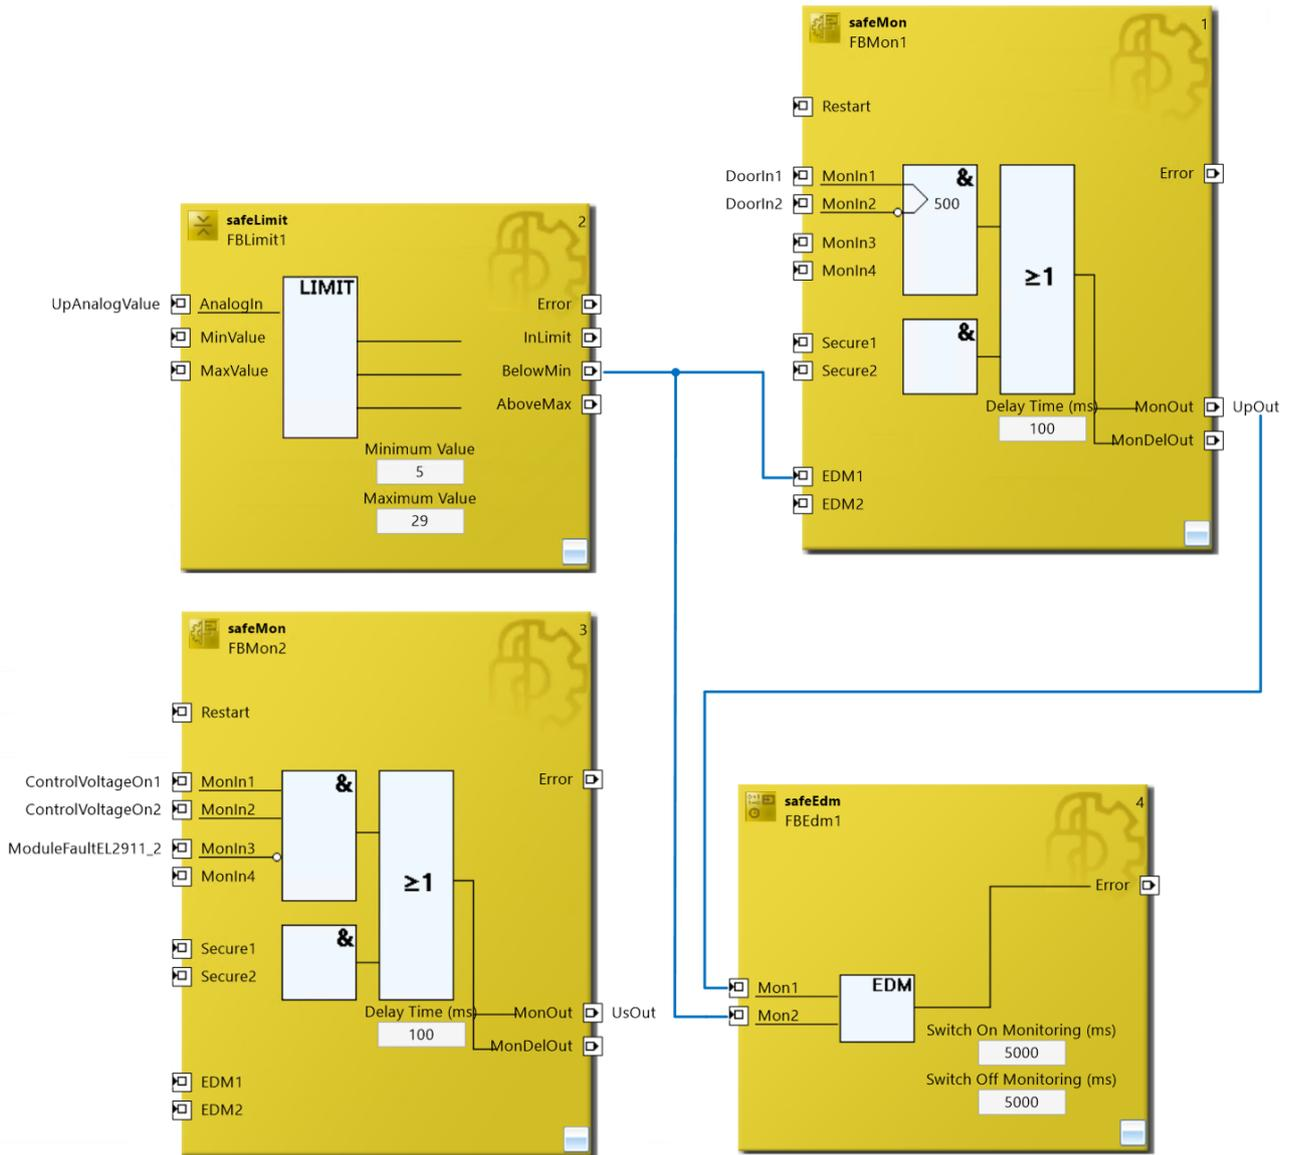 safeMon
FBMon1
1
Restart
DoorIn1
MonIn1
&
Error
DoorIn2
MonIn2
500
MonIn3
MonIn4
≥1
Secure1
&
Secure2
Delay Time (ms)
100
MonOut
UpOut
MonDelOut
EDM1
EDM2
safeLimit
FBLimit1
2
LIMIT
UpAnalogValue
AnalogIn
Error
MinValue
InLimit
MaxValue
BelowMin
AboveMax
Minimum Value
5
Maximum Value
29
safeMon
FBMon2
3
Restart
ControlVoltageOn1
MonIn1
&
Error
ControlVoltageOn2
MonIn2
ModuleFaultEL2911_2
MonIn3
MonIn4
≥1
Secure1
&
Secure2
Delay Time (ms)
100
MonOut
UsOut
MonDelOut
EDM1
EDM2
safeEdm
FBEdm1
4
Error
Mon1
EDM
Mon2
Switch On Monitoring (ms)
5000
Switch Off Monitoring (ms)
5000